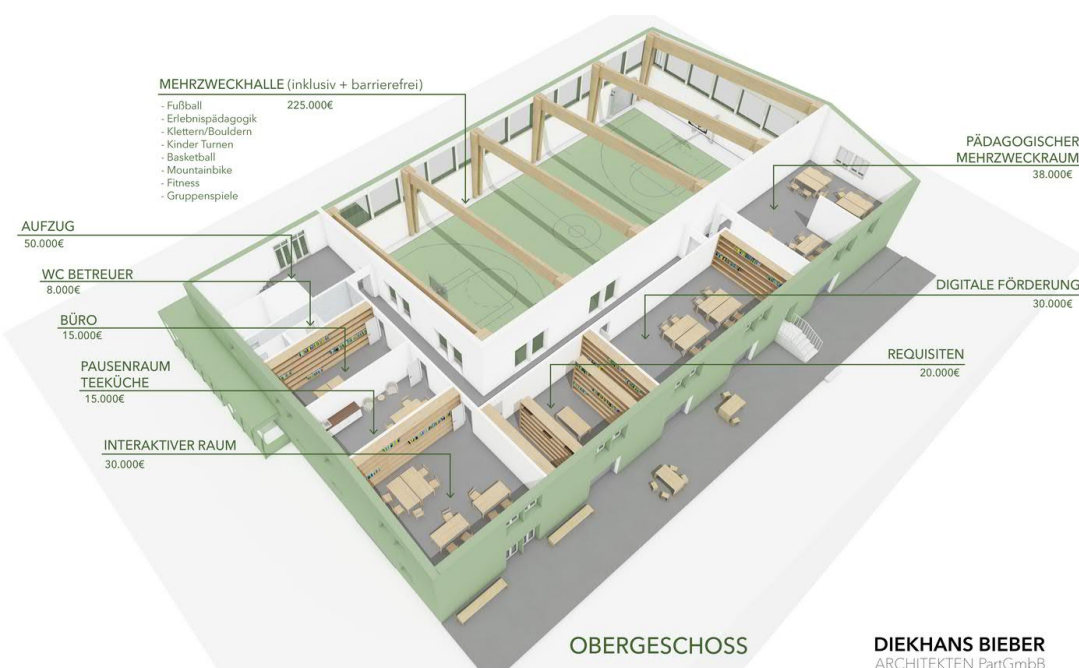 MEHRZWECKHALLE (inklusiv + barrierefrei)
225.000€
- Fußball
- Erlebnispädagogik
- Klettern/Bouldern
- Kinder Turnen
- Basketball
- Mountainbike
- Fitness
- Gruppenspiele
AUFZUG
50.000€
WC BETREUER
8.000€
BÜRO
15.000€
PAUSENRAUM
TEEKÜCHE
15.000€
INTERAKTIVER RAUM
30.000€
PÄDAGOGISCHER
MEHRZWECKRAUM
38.000€
DIGITALE FÖRDERUNG
30.000€
REQUISITEN
20.000€
OBERGESCHOSS
DIEKHANS BIEBER
ARCHITEKTEN PartGmbB